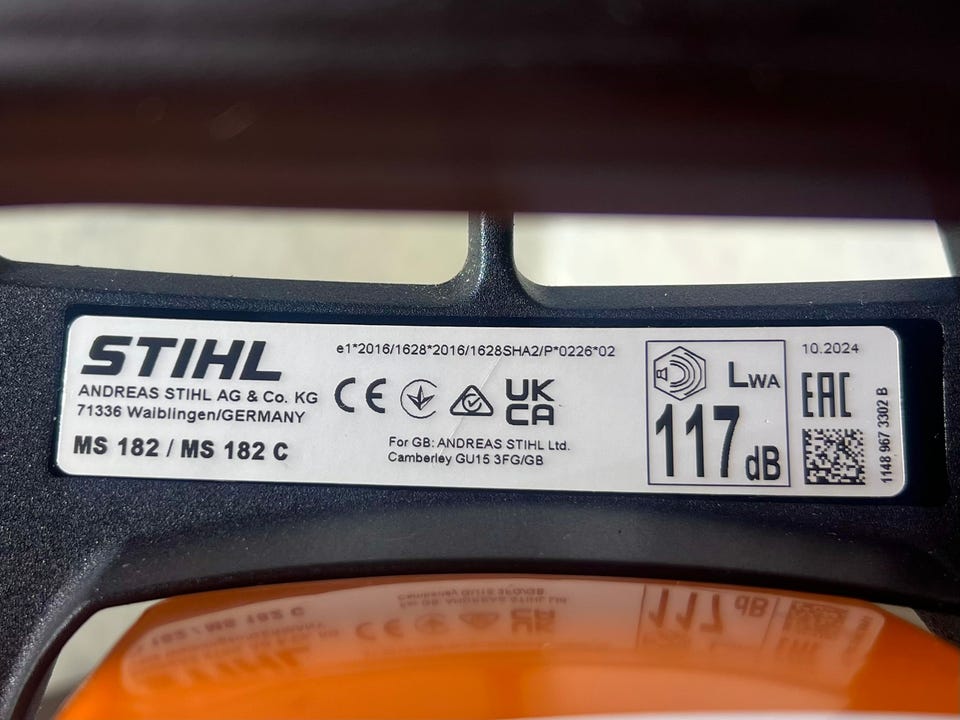 STIHL
ANDREAS STIHL AG & Co. KG
71336 Waiblingen/GERMANY
MS 182 / MS 182 C
e1*2016/1628*2016/1628SHA2/P*0226*02
CE
UK
CA
For GB: ANDREAS STIHL Ltd.
Camberley GU15 3FG/GB
LWA
117 dB
10.2024
EAC
1148 967 3302 B